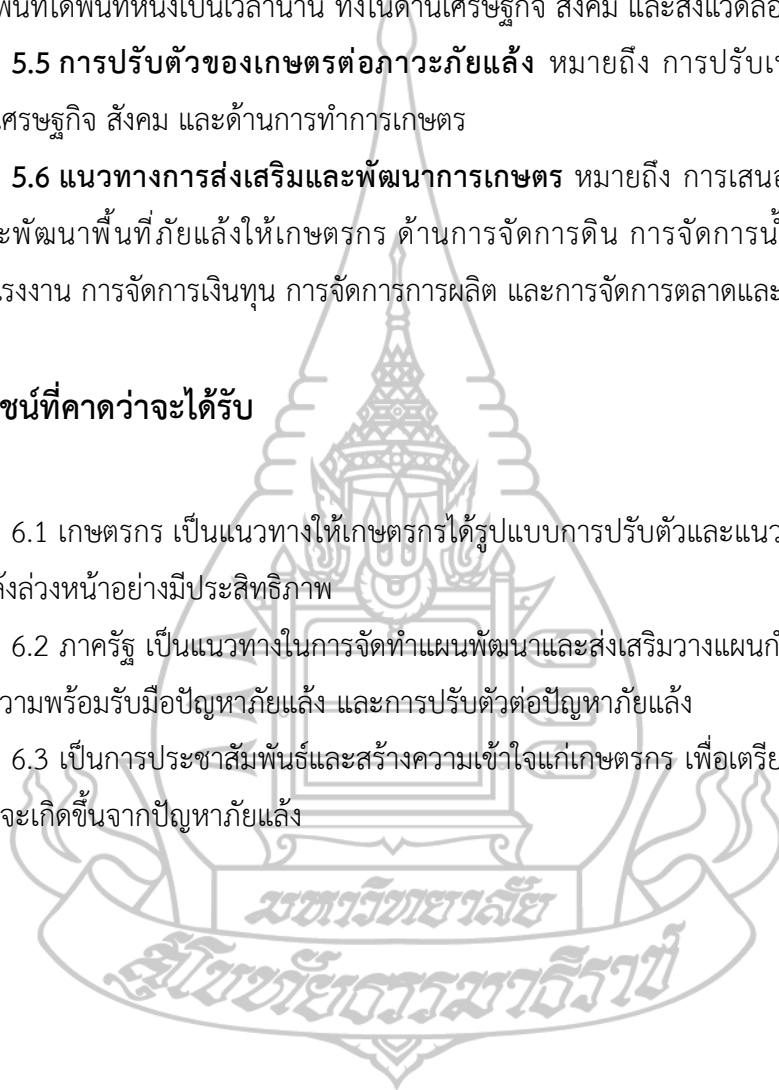 พื้นที่ใดพื้นที่หนึ่งเป็นเวลานาน ทั้งในด้านเศรษฐกิจ สังคม และสิ่งแวดล้อ
5.5 การปรับตัวของเกษตรต่อภาวะภัยแล้ง หมายถึง การปรับเ
ศรษฐกิจ สังคม และด้านการทำการเกษตร
5.6 แนวทางการส่งเสริมและพัฒนาการเกษตร หมายถึง การเสน
ะพัฒนาพื้นที่ภัยแล้งให้เกษตรกร ด้านการจัดการดิน การจัดการน้
รงงาน การจัดการเงินทุน การจัดการการผลิต และการจัดการตลาดและ
ชน์ที่คาดว่าจะได้รับ
6.1 เกษตรกร เป็นแนวทางให้เกษตรกรได้รูปแบบการปรับตัวและแนว
ล่วงหน้าอย่างมีประสิทธิภาพ
6.2 ภาครัฐ เป็นแนวทางในการจัดทำแผนพัฒนาและส่งเสริมวางแผนก
วามพร้อมรับมือปัญหาภัยแล้ง และการปรับตัวต่อปัญหาภัยแล้ง
6.3 เป็นการประชาสัมพันธ์และสร้างความเข้าใจแก่เกษตรกร เพื่อเตรีย
จะเกิดขึ้นจากปัญหาภัยแล้ง
มหาวิทยาลัย
สุโขทัยธรรมาธิราช